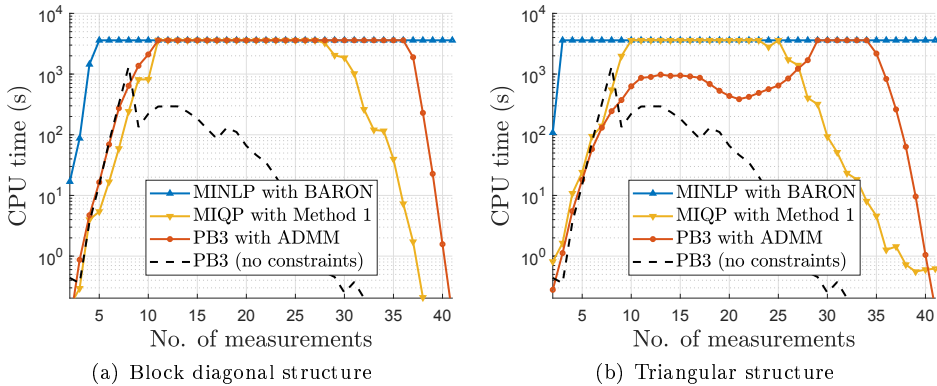 10^4
10^3
10^2
10^1
10^0
CPU time (s)
5 10 15 20 25 30 35 40
No. of measurements
MINLP with BARON
MIQP with Method 1
PB3 with ADMM
PB3 (no constraints)
(a) Block diagonal structure
10^4
10^3
10^2
10^1
10^0
CPU time (s)
5 10 15 20 25 30 35 40
No. of measurements
MINLP with BARON
MIQP with Method 1
PB3 with ADMM
PB3 (no constraints)
(b) Triangular structure